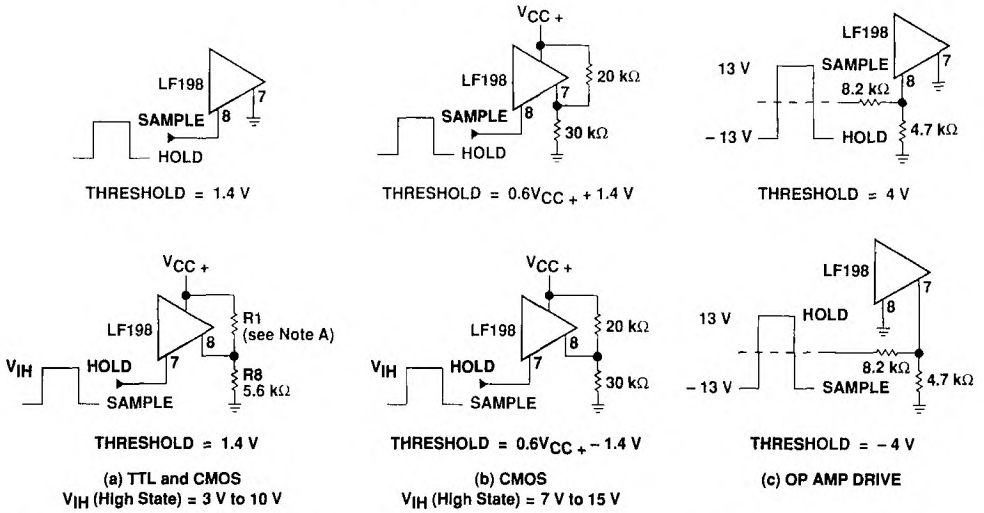 VCC +
LF198
7
8
SAMPLE
HOLD
THRESHOLD = 1.4 V
LF198
20 kΩ
7
8
30 kΩ
SAMPLE
HOLD
THRESHOLD = 0.6VCC + + 1.4 V
LF198
13 V
SAMPLE
7
8
8.2 kΩ
4.7 kΩ
– 13 V
HOLD
THRESHOLD = 4 V
VCC +
LF198
R1
(see Note A)
8
7
VIH
HOLD
R8
5.6 kΩ
SAMPLE
THRESHOLD = 1.4 V
(a) TTL and CMOS
VIH (High State) = 3 V to 10 V
VCC +
LF198
20 kΩ
8
7
VIH
HOLD
30 kΩ
SAMPLE
THRESHOLD = 0.6VCC + – 1.4 V
(b) CMOS
VIH (High State) = 7 V to 15 V
LF198
7
8
13 V
HOLD
8.2 kΩ
4.7 kΩ
– 13 V
SAMPLE
THRESHOLD = – 4 V
(c) OP AMP DRIVE